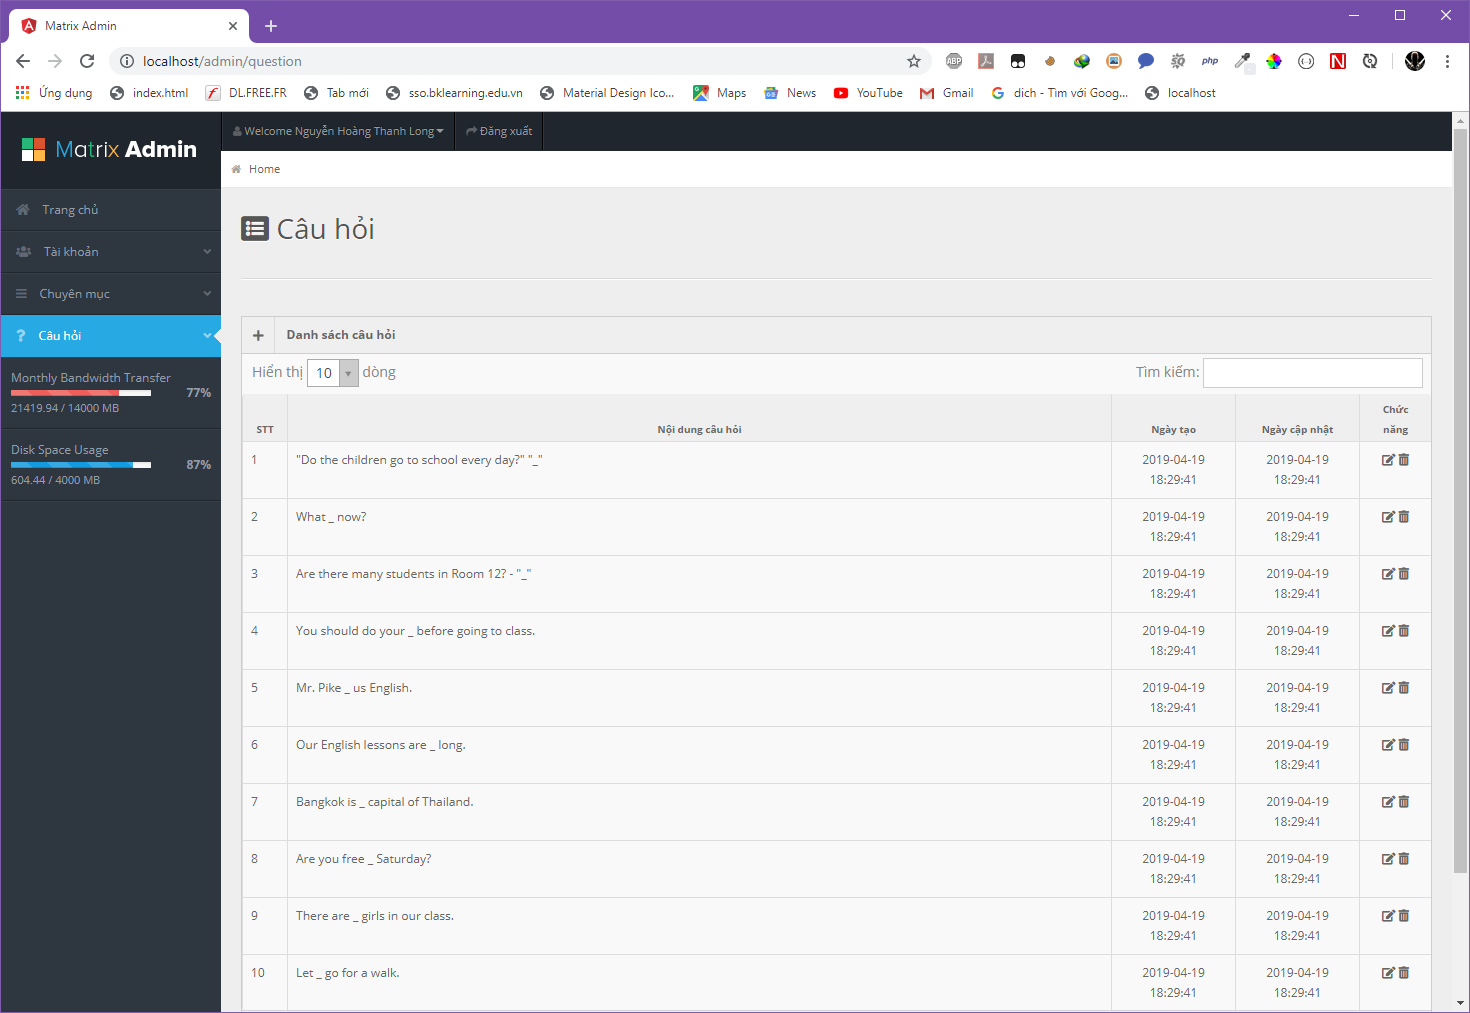 Matrix Admin
localhost/admin/question
ABP
php
N
Ứng dụng
index.html
DL.FREE.FR
Tab mới
sso.bklearning.edu.vn
Material Design Ico...
Maps
News
YouTube
Gmail
dich - Tìm với Goog...
localhost
Matrix Admin
Welcome Nguyễn Hoàng Thanh Long
Đăng xuất
Home
Trang chủ
Tài khoản
Chuyên mục
Câu hỏi
Monthly Bandwidth Transfer
77%
21419.94 / 14000 MB
Disk Space Usage
87%
604.44 / 4000 MB
Câu hỏi
Danh sách câu hỏi
Hiển thị 10 dòng
Tìm kiếm:
STT Nội dung câu hỏi Ngày tạo Ngày cập nhật Chức năng
1 "Do the children go to school every day?" "_" 2019-04-19 2019-04-19
18:29:41 18:29:41
2 What _ now? 2019-04-19 2019-04-19
18:29:41 18:29:41
3 Are there many students in Room 12? - "_" 2019-04-19 2019-04-19
18:29:41 18:29:41
4 You should do your _ before going to class. 2019-04-19 2019-04-19
18:29:41 18:29:41
5 Mr. Pike _ us English. 2019-04-19 2019-04-19
18:29:41 18:29:41
6 Our English lessons are _ long. 2019-04-19 2019-04-19
18:29:41 18:29:41
7 Bangkok is _ capital of Thailand. 2019-04-19 2019-04-19
18:29:41 18:29:41
8 Are you free _ Saturday? 2019-04-19 2019-04-19
18:29:41 18:29:41
9 There are _ girls in our class. 2019-04-19 2019-04-19
18:29:41 18:29:41
10 Let _ go for a walk. 2019-04-19 2019-04-19
18:29:41 18:29:41